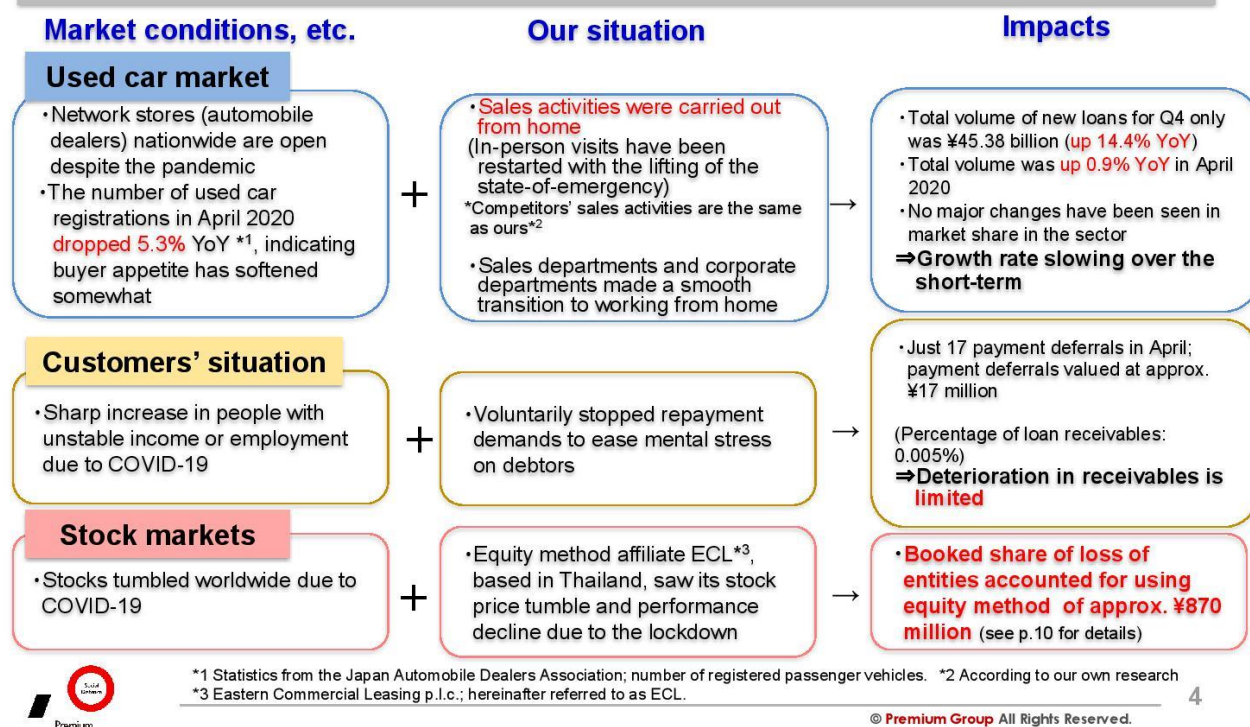 Market conditions, etc.
Our situation
Impacts
Used car market
・Network stores (automobile
dealers) nationwide are open
despite the pandemic
・The number of used car
registrations in April 2020
dropped 5.3% YoY *1, indicating
buyer appetite has softened
somewhat
+
・Sales activities were carried out
from home
(In-person visits have been
restarted with the lifting of the
state-of-emergency)
*Competitors' sales activities are the same
as ours*2
・Sales departments and corporate
departments made a smooth
transition to working from home
→
・Total volume of new loans for Q4 only
was ¥45.38 billion (up 14.4% YoY)
・Total volume was up 0.9% YoY in April
2020
・No major changes have been seen in
market share in the sector
⇒Growth rate slowing over the
short-term
Customers' situation
・Sharp increase in people with
unstable income or employment
due to COVID-19
+
・Voluntarily stopped repayment
demands to ease mental stress
on debtors
→
・Just 17 payment deferrals in April;
payment deferrals valued at approx.
¥17 million
(Percentage of loan receivables:
0.005%)
⇒Deterioration in receivables is
limited
Stock markets
・Stocks tumbled worldwide due to
COVID-19
+
・Equity method affiliate ECL*3,
based in Thailand, saw its stock
price tumble and performance
decline due to the lockdown
→
・Booked share of loss of
entities accounted for using
equity method of approx. ¥870
million (see p.10 for details)
*1 Statistics from the Japan Automobile Dealers Association; number of registered passenger vehicles. *2 According to our own research
*3 Eastern Commercial Leasing p.l.c.; hereinafter referred to as ECL.
4
Social
Distance
Premium
© Premium Group All Rights Reserved.